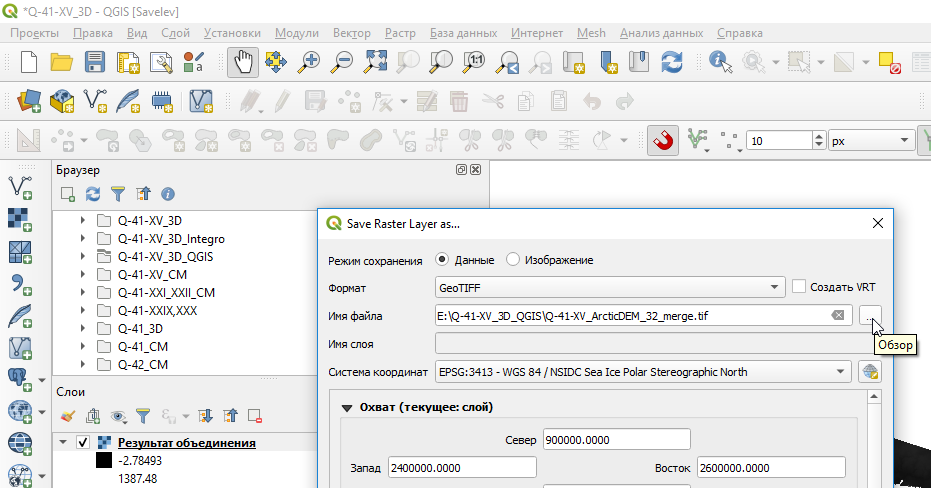 *Q-41-XV_3D - QGIS [Savelev]
Проекты Правка Вид Слой Установки Модули Вектор Растр База данных Интернет Mesh Анализ данных Справка
1:1
10 px
Браузер
Q-41-XV_3D
Q-41-XV_3D_Integro
Q-41-XV_3D_QGIS
Q-41-XV_CM
Q-41-XXI_XXII_CM
Q-41-XXIX,XXX
Q-41_3D
Q-41_CM
Q-42_CM
Слои
Результат объединения
-2.78493
1387.48
Save Raster Layer as...
Режим сохранения Данные Изображение
Формат GeoTIFF Создать VRT
Имя файла E:\Q-41-XV_3D_QGIS\Q-41-XV_ArcticDEM_32_merge.tif ...
Обзор
Имя слоя
Система координат EPSG:3413 - WGS 84 / NSIDC Sea Ice Polar Stereographic North
Охват (текущее: слой)
Север 900000.0000
Запад 2400000.0000 Восток 2600000.0000